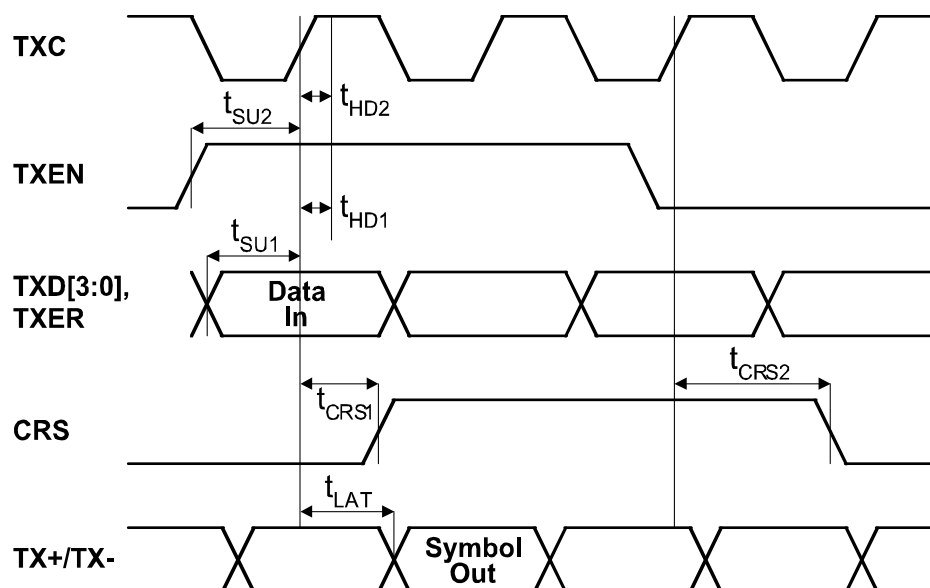 TXC
tSU2
tHD2
TXEN
tHD1
tSU1
TXD[3:0],
TXER
Data
In
tCRS2
tCRS1
CRS
tLAT
TX+/TX-
Symbol
Out